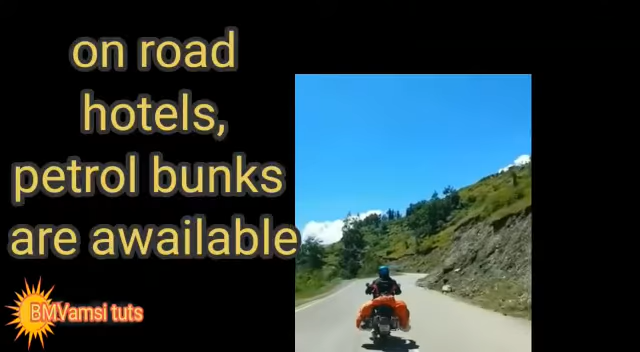 on road
hotels,
petrol bunks
are awailable
BMVamsi tuts